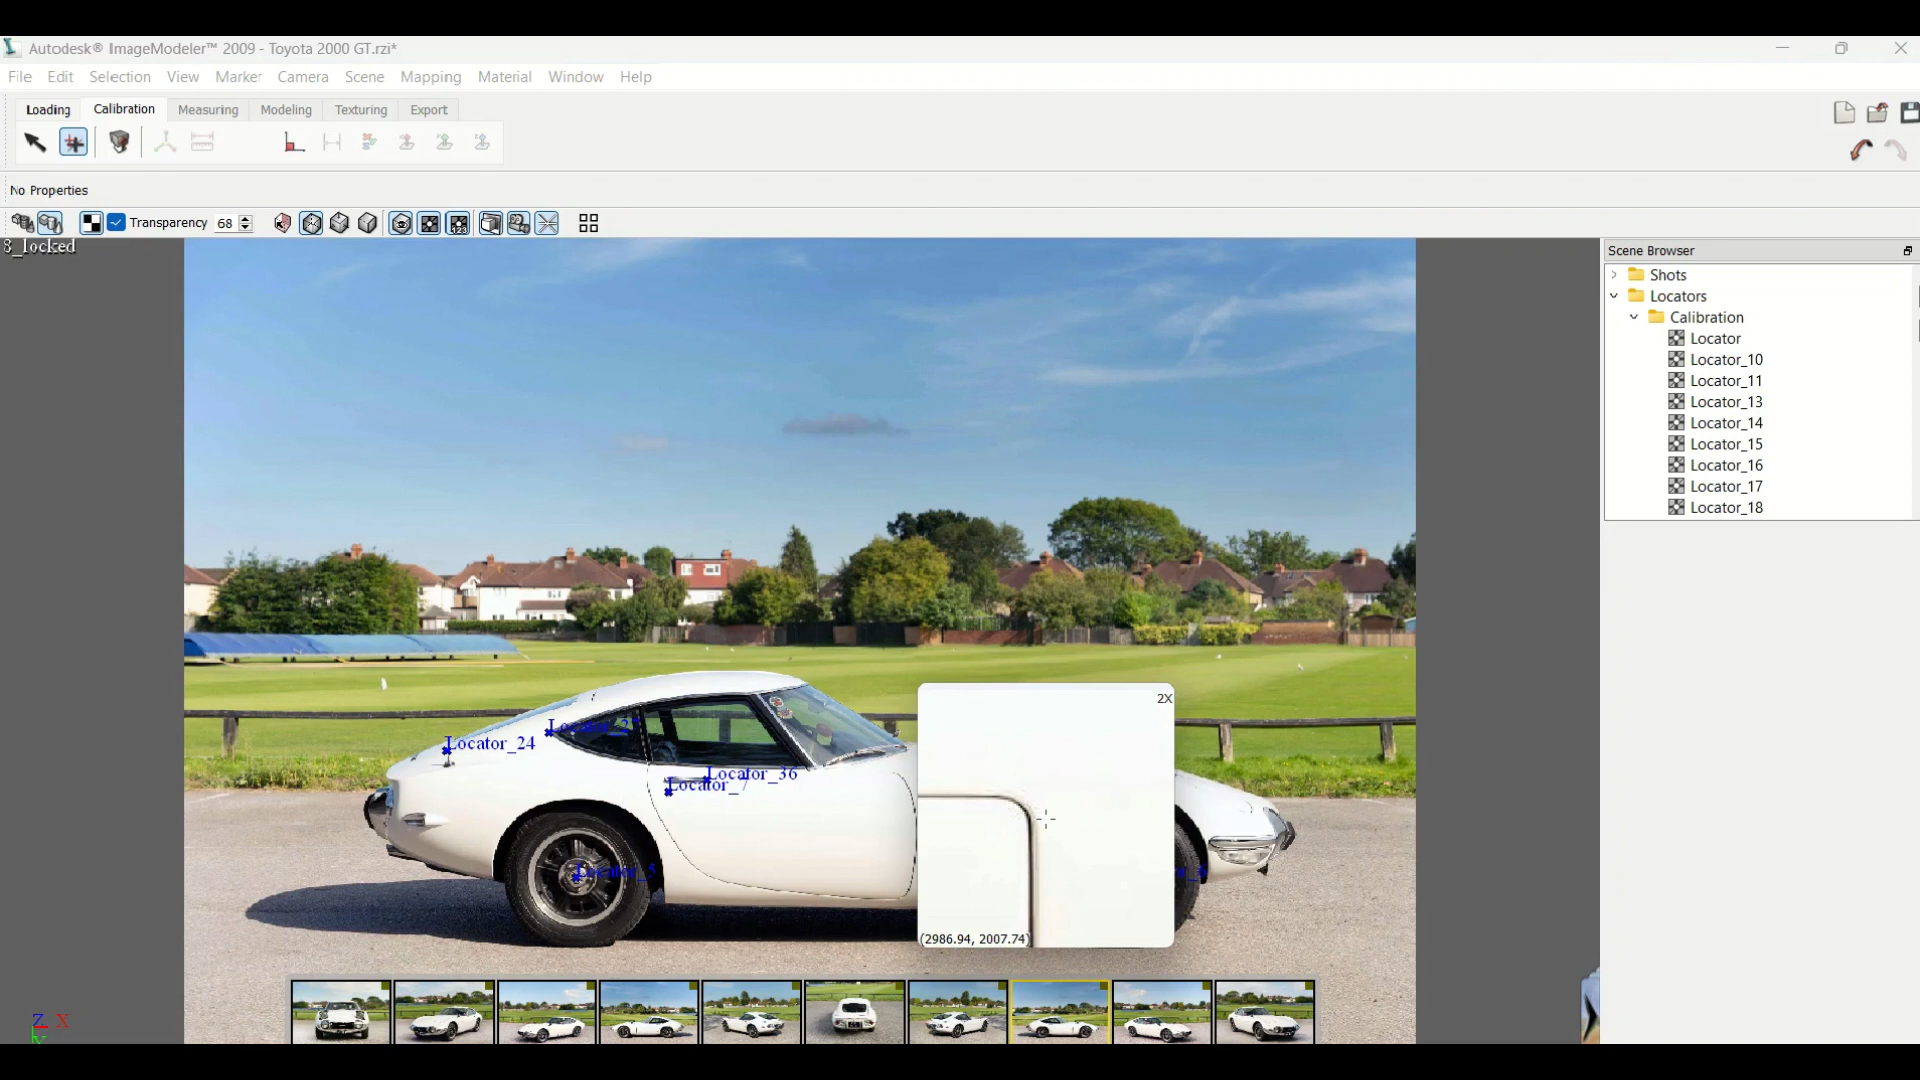 Autodesk® ImageModeler™ 2009 - Toyota 2000 GT.rzi*
File Edit Selection View Marker Camera Scene Mapping Material Window Help
Loading Calibration Measuring Modeling Texturing Export
No Properties
Transparency 68
8_locked
Scene Browser
Shots
Locators
Calibration
Locator
Locator_10
Locator_11
Locator_13
Locator_14
Locator_15
Locator_16
Locator_17
Locator_18
2X
Locator_24
Locator_36
Locator_7
Locator_5
(2986.94, 2007.74)
Z X
Y